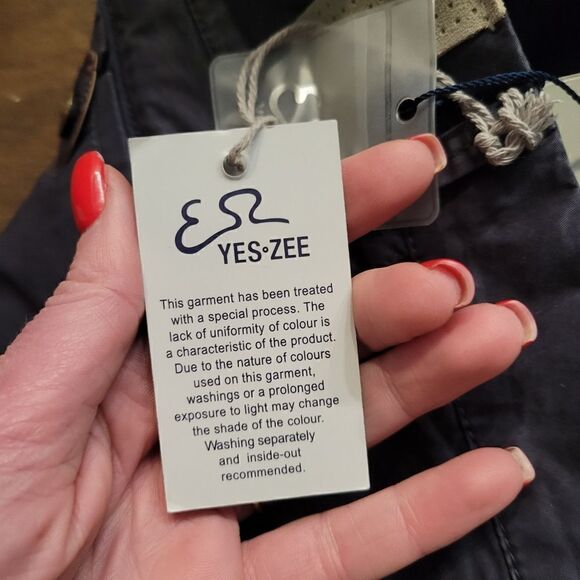 YES·ZEE
This garment has been treated
with a special process. The
lack of uniformity of colour is
a characteristic of the product.
Due to the nature of colours
used on this garment,
washings or a prolonged
exposure to light may change
the shade of the colour.
Washing separately
and inside-out
recommended.